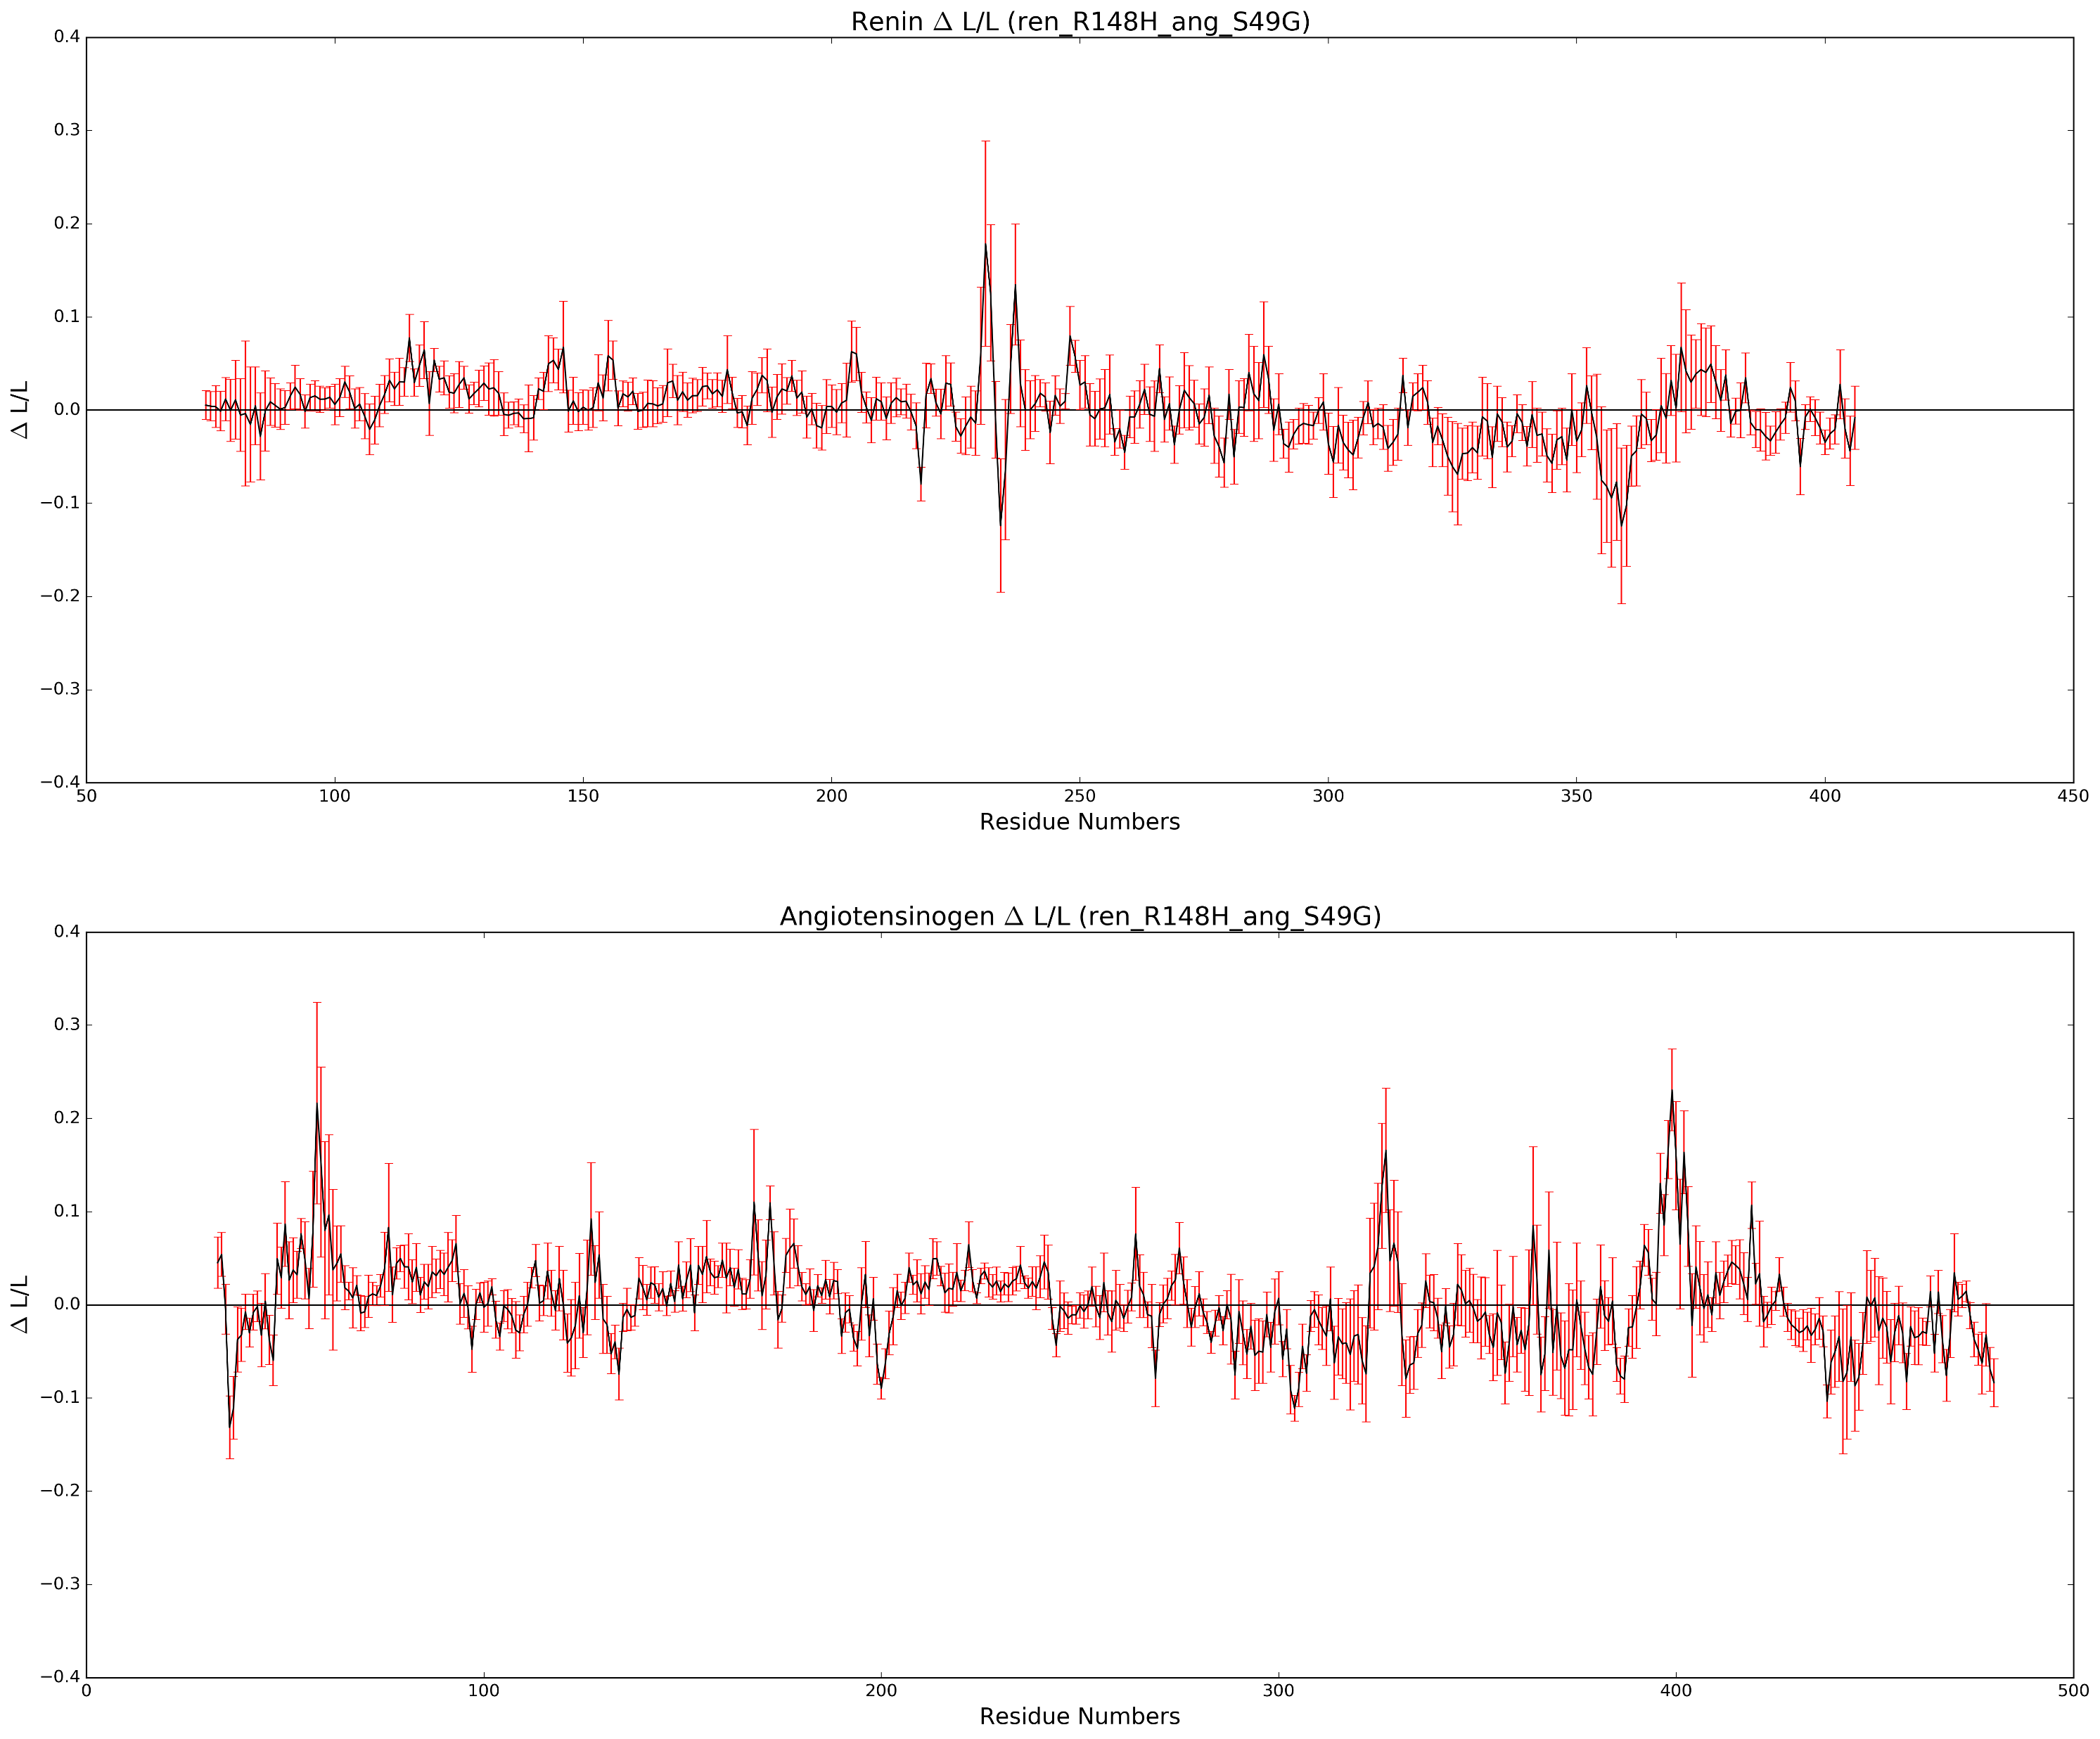 Renin Δ L/L (ren_R148H_ang_S49G)
0.4
0.3
0.2
0.1
0.0
−0.1
−0.2
−0.3
−0.4
Δ L/L
50 100 150 200 250 300 350 400 450
Residue Numbers
Angiotensinogen Δ L/L (ren_R148H_ang_S49G)
0.4
0.3
0.2
0.1
0.0
−0.1
−0.2
−0.3
−0.4
Δ L/L
0 100 200 300 400 500
Residue Numbers